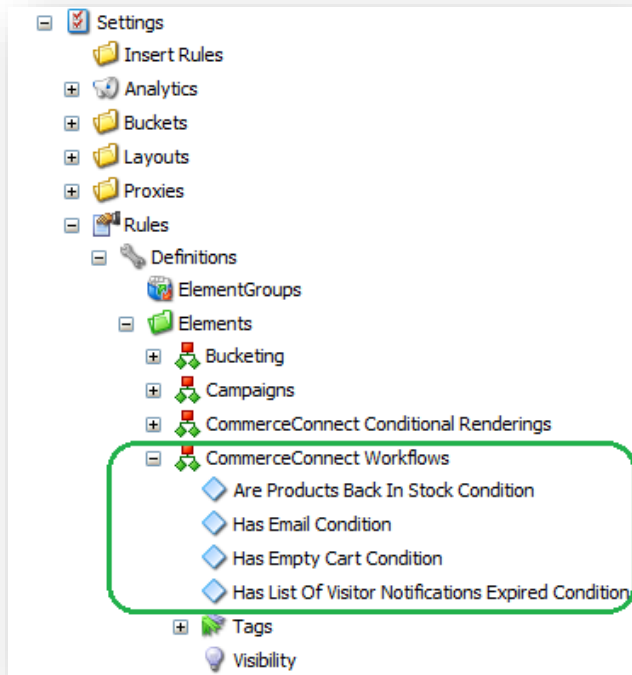 Settings
Insert Rules
Analytics
Buckets
Layouts
Proxies
Rules
Definitions
ElementGroups
Elements
Bucketing
Campaigns
CommerceConnect Conditional Renderings
CommerceConnect Workflows
Are Products Back In Stock Condition
Has Email Condition
Has Empty Cart Condition
Has List Of Visitor Notifications Expired Condition
Tags
Visibility